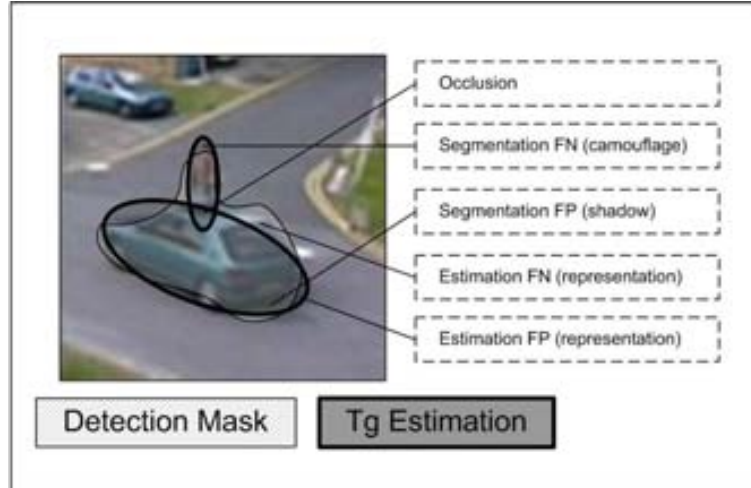 Occlusion
Segmentation FN (camouflage)
Segmentation FP (shadow)
Estimation FN (representation)
Estimation FP (representation)
Detection Mask
Tg Estimation